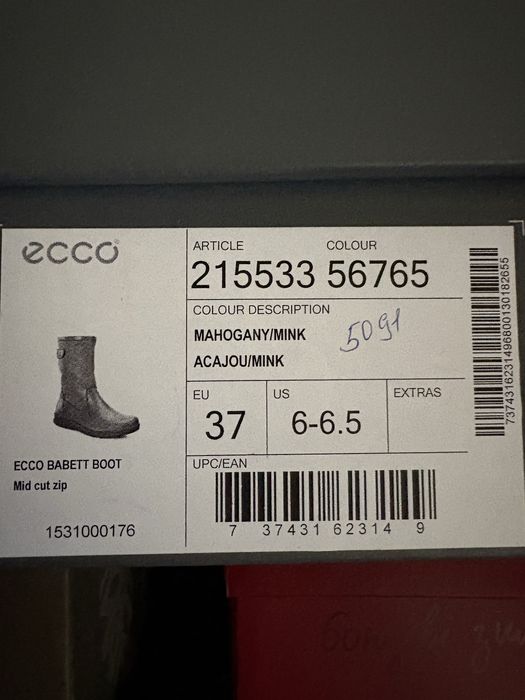 ecco
ARTICLE COLOUR
215533 56765
COLOUR DESCRIPTION
MAHOGANY/MINK
ACAJOU/MINK
5091
EU
37
US
6-6.5
EXTRAS
ECCO BABETT BOOT
Mid cut zip
1531000176
UPC/EAN
7 37431 62314 9
7374316231496800130182655